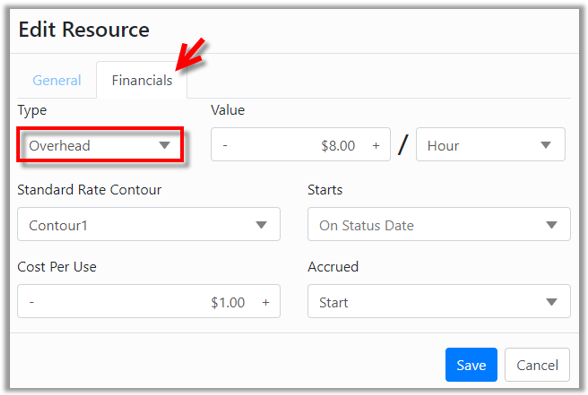 Edit Resource
General Financials
Type Value
Overhead - $8.00 + / Hour
Standard Rate Contour Starts
Contour1 On Status Date
Cost Per Use Accrued
- $1.00 + Start
Save Cancel